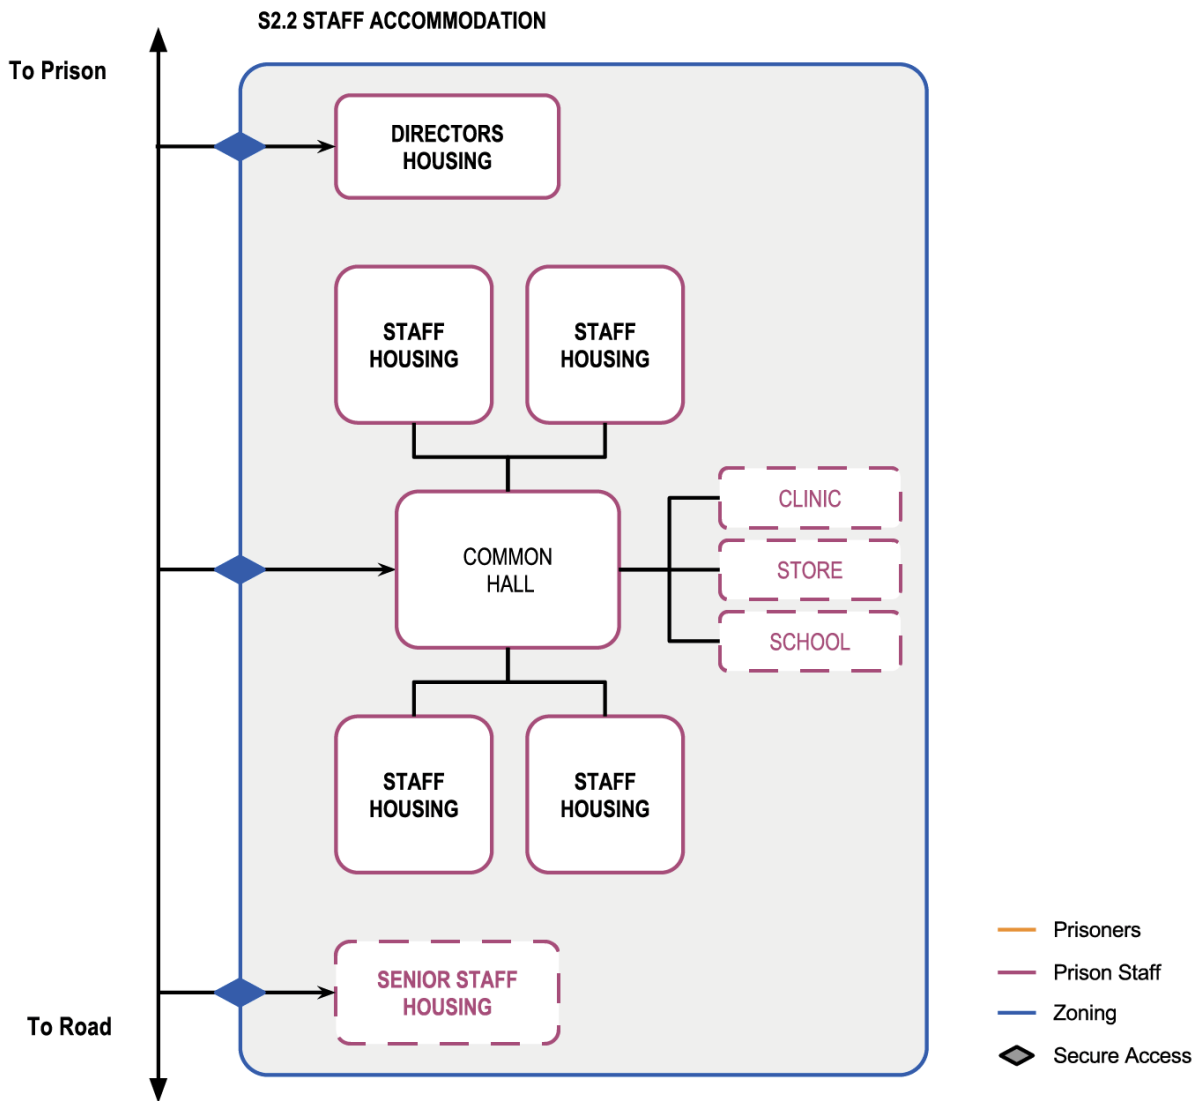 S2.2 STAFF ACCOMMODATION
To Prison
DIRECTORS
HOUSING
STAFF
HOUSING
STAFF
HOUSING
COMMON
HALL
CLINIC
STORE
SCHOOL
STAFF
HOUSING
STAFF
HOUSING
SENIOR STAFF
HOUSING
To Road
Prisoners
Prison Staff
Zoning
Secure Access